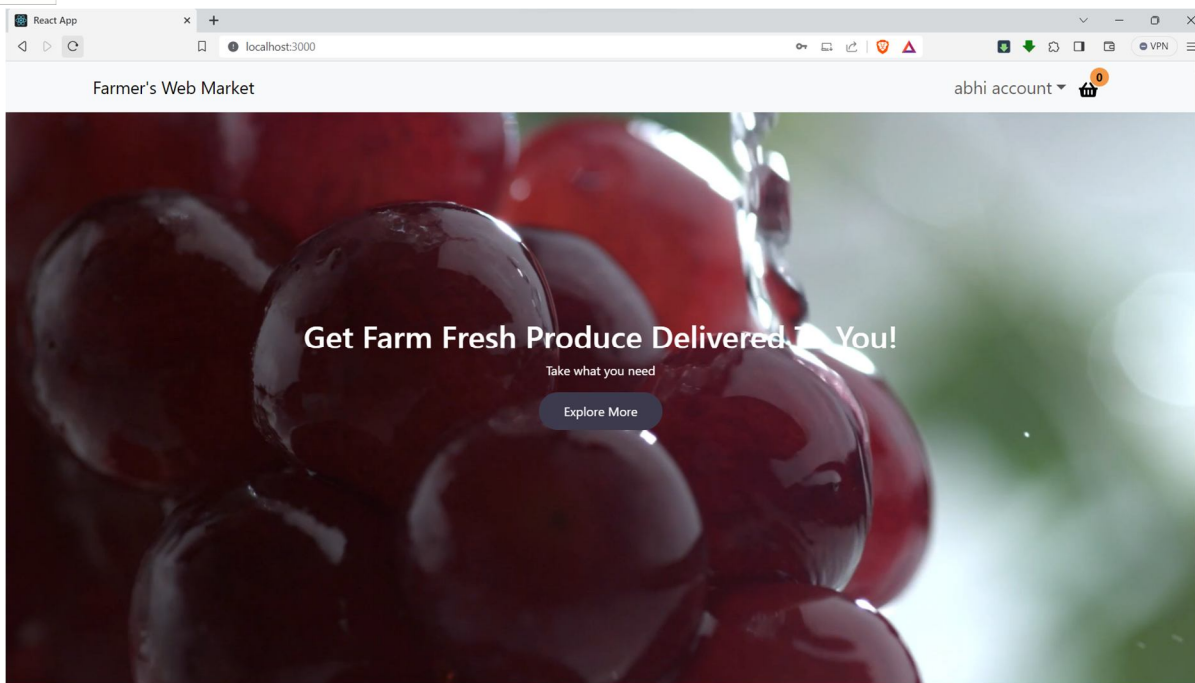 React App
localhost:3000
VPN
Farmer's Web Market
abhi account
0
Get Farm Fresh Produce Delivered To You!
Take what you need
Explore More